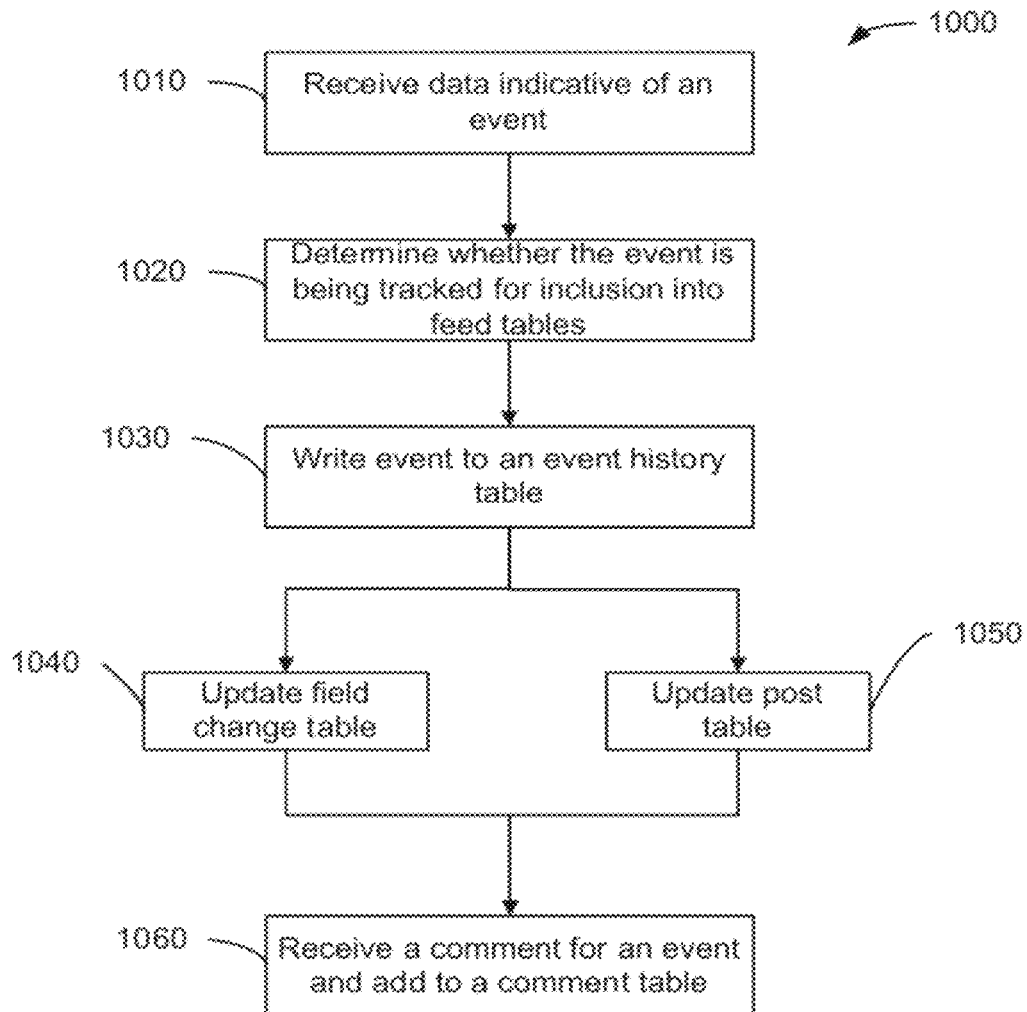 1000
1010
Receive data indicative of an
event
1020
Determine whether the event is
being tracked for inclusion into
feed tables
1030
Write event to an event history
table
1040
Update field
change table
1050
Update post
table
1060
Receive a comment for an event
and add to a comment table